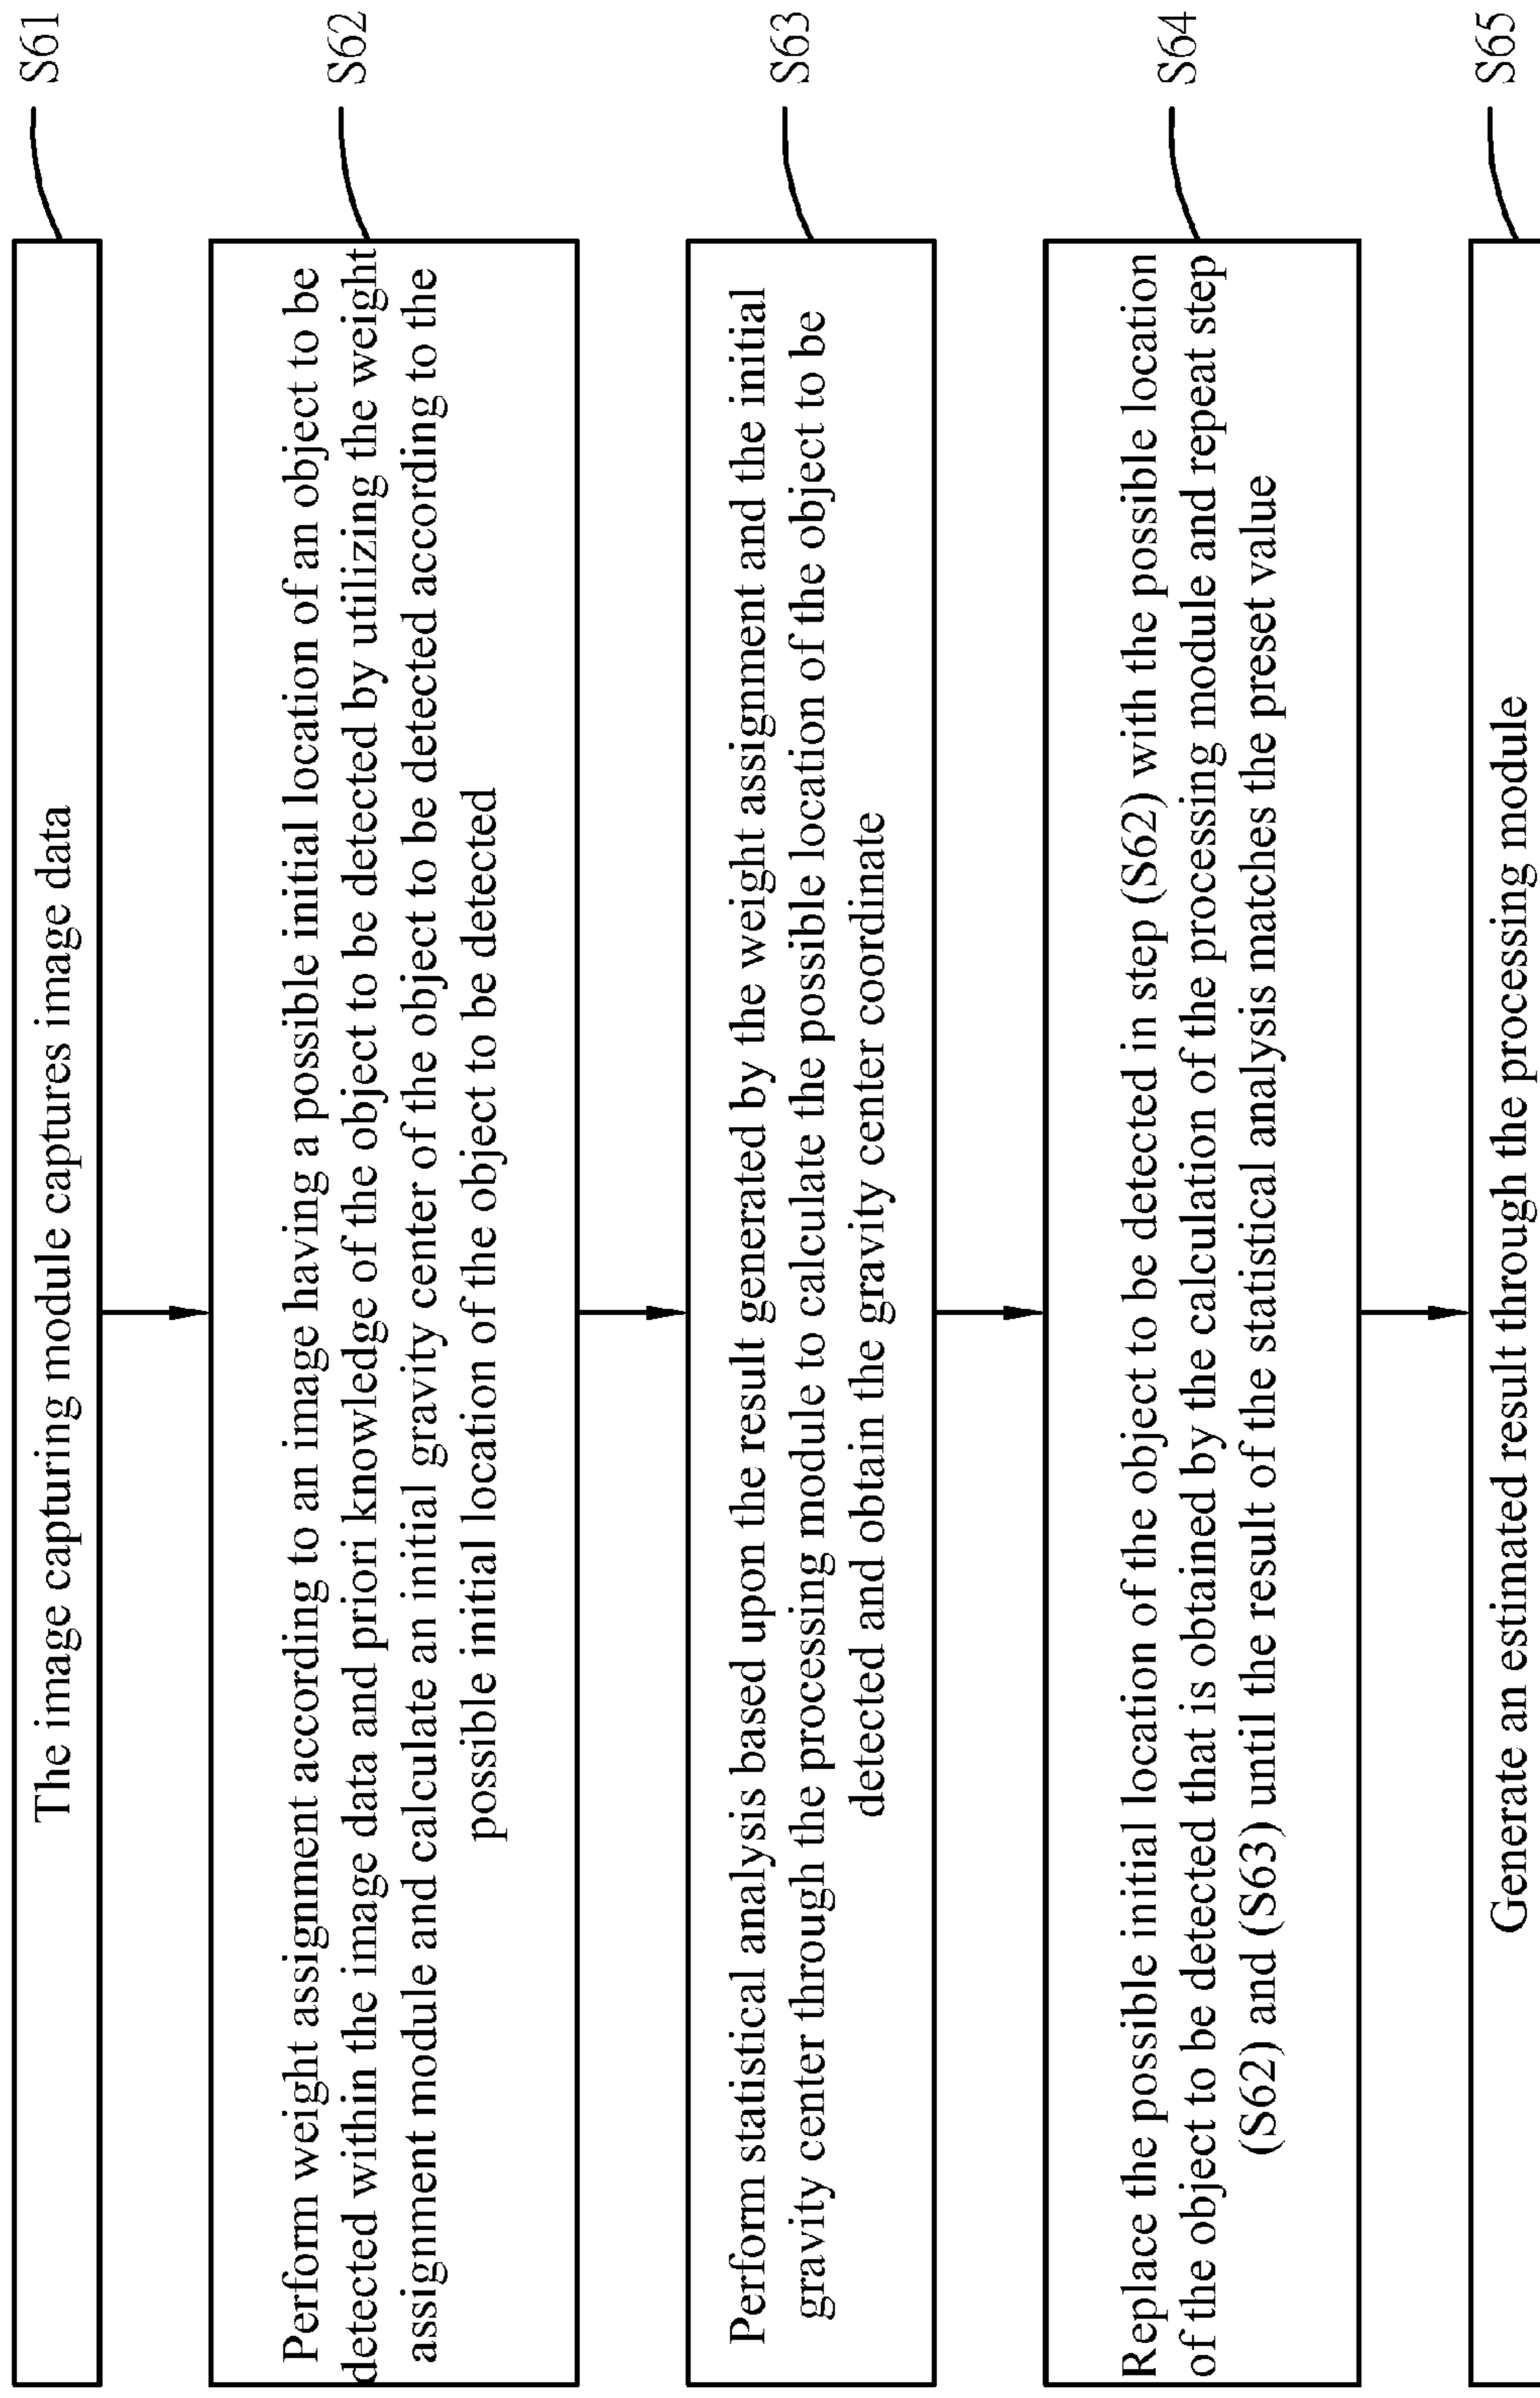 The image capturing module captures image data
S61
Perform weight assignment according to an image having a possible initial location of an object to be
detected within the image data and priori knowledge of the object to be detected by utilizing the weight
assignment module and calculate an initial gravity center of the object to be detected according to the
possible initial location of the object to be detected
S62
Perform statistical analysis based upon the result generated by the weight assignment and the initial
gravity center through the processing module to calculate the possible location of the object to be
detected and obtain the gravity center coordinate
S63
Replace the possible initial location of the object to be detected in step (S62) with the possible location
of the object to be detected that is obtained by the calculation of the processing module and repeat step
(S62) and (S63) until the result of the statistical analysis matches the preset value
S64
Generate an estimated result through the processing module
S65